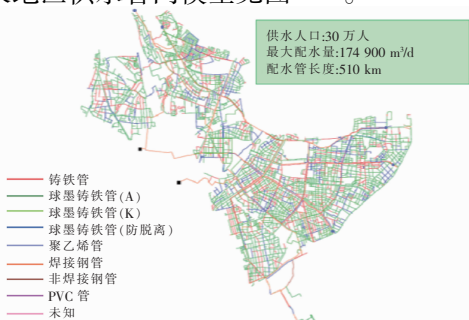 供水人口:30 万人
最大配水量:174 900 m³/d
配水管长度:510 km
铸铁管
球墨铸铁管(A)
球墨铸铁管(K)
球墨铸铁管(防脱离)
聚乙烯管
焊接钢管
非焊接钢管
PVC 管
未知